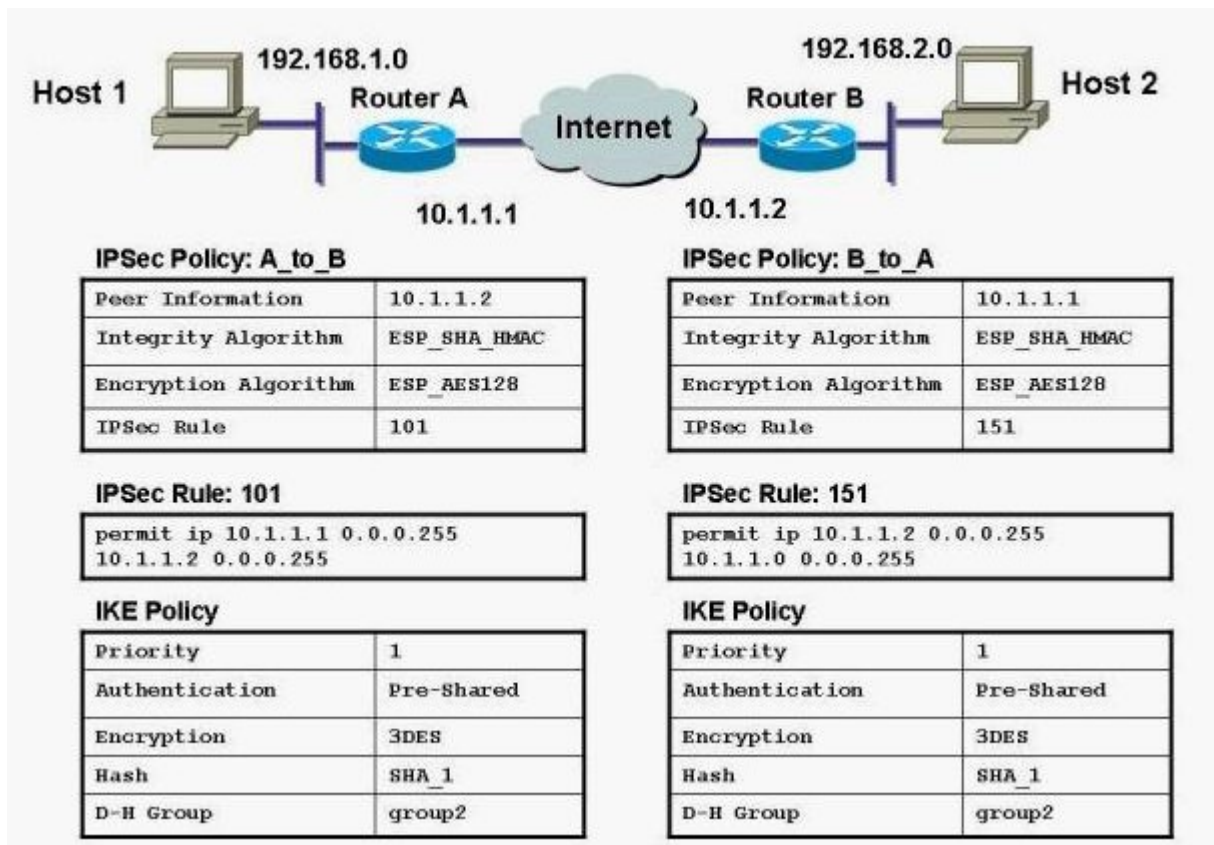 192.168.1.0
192.168.2.0
Host 1
Router A
Internet
Router B
Host 2
10.1.1.1
10.1.1.2
IPSec Policy: A_to_B
Peer Information 10.1.1.2
Integrity Algorithm ESP_SHA_HMAC
Encryption Algorithm ESP_AES128
IPSec Rule 101
IPSec Rule: 101
permit ip 10.1.1.1 0.0.0.255
10.1.1.2 0.0.0.255
IKE Policy
Priority 1
Authentication Pre-Shared
Encryption 3DES
Hash SHA_1
D-H Group group2
IPSec Policy: B_to_A
Peer Information 10.1.1.1
Integrity Algorithm ESP_SHA_HMAC
Encryption Algorithm ESP_AES128
IPSec Rule 151
IPSec Rule: 151
permit ip 10.1.1.2 0.0.0.255
10.1.1.0 0.0.0.255
IKE Policy
Priority 1
Authentication Pre-Shared
Encryption 3DES
Hash SHA_1
D-H Group group2